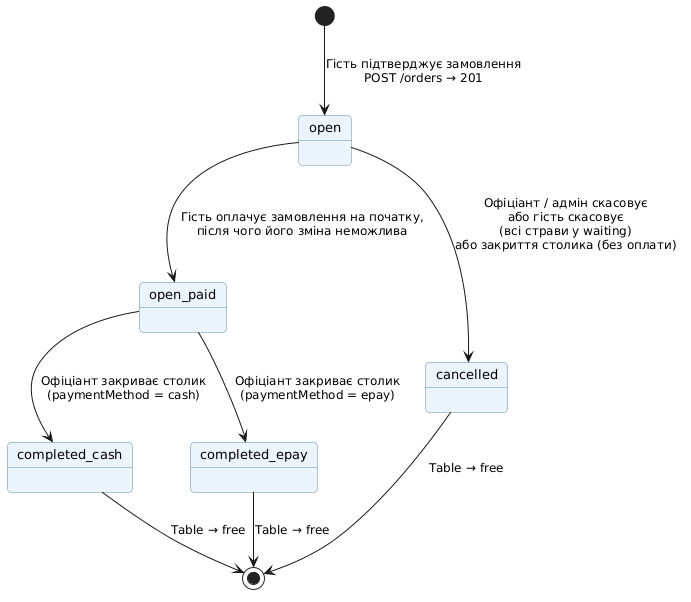 Гість підтверджує замовлення
POST /orders → 201
open
Офіціант / адмін скасовує
або гість скасовує
(всі страви у waiting)
або закриття столика (без оплати)
Гість оплачує замовлення на початку,
після чого його зміна неможлива
open_paid
Офіціант закриває столик
(paymentMethod = cash)
Офіціант закриває столик
(paymentMethod = epay)
cancelled
completed_cash
completed_epay
Table → free
Table → free
Table → free